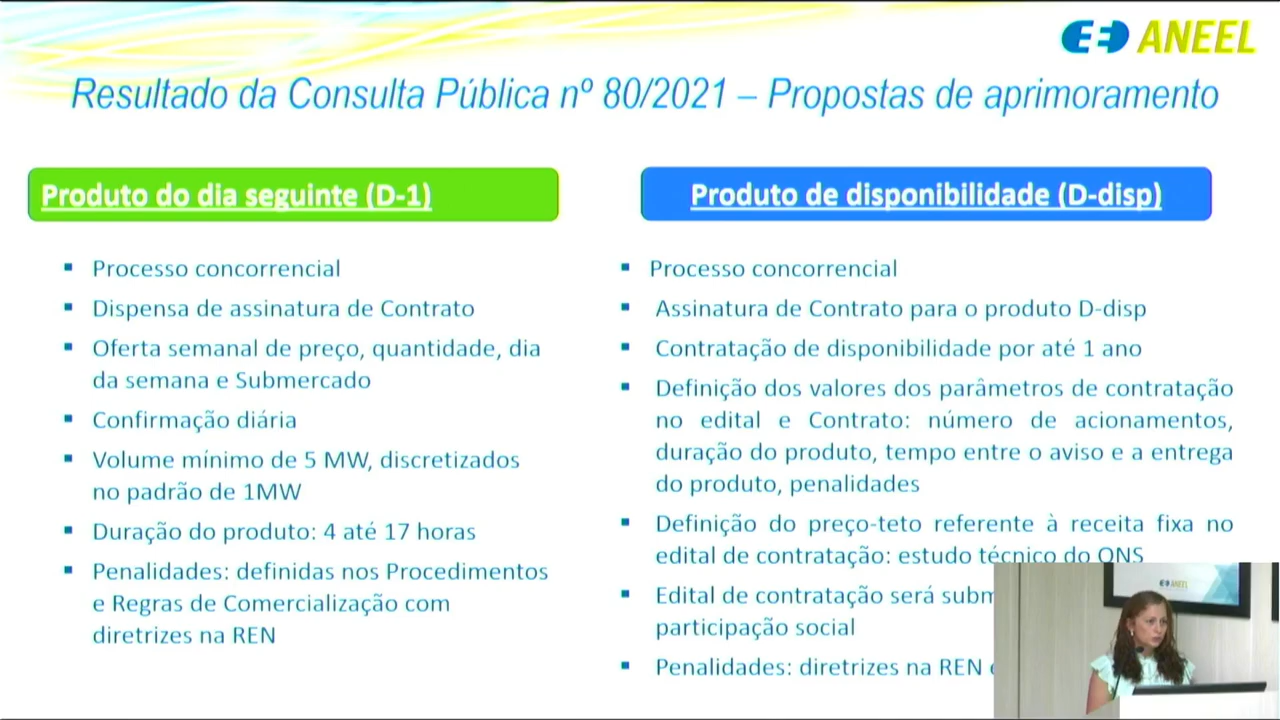 ANEEL
Resultado da Consulta Pública nº 80/2021 – Propostas de aprimoramento
Produto do dia seguinte (D-1)
▪ Processo concorrencial
▪ Dispensa de assinatura de Contrato
▪ Oferta semanal de preço, quantidade, dia
da semana e Submercado
▪ Confirmação diária
▪ Volume mínimo de 5 MW, discretizados
no padrão de 1MW
▪ Duração do produto: 4 até 17 horas
▪ Penalidades: definidas nos Procedimentos
e Regras de Comercialização com
diretrizes na REN
Produto de disponibilidade (D-disp)
▪ Processo concorrencial
▪ Assinatura de Contrato para o produto D-disp
▪ Contratação de disponibilidade por até 1 ano
▪ Definição dos valores dos parâmetros de contratação
no edital e Contrato: número de acionamentos,
duração do produto, tempo entre o aviso e a entrega
do produto, penalidades
▪ Definição do preço-teto referente à receita fixa no
edital de contratação: estudo técnico do ONS
▪ Edital de contratação será
participação social
▪ Penalidades: diretrizes na REN
ANEEL